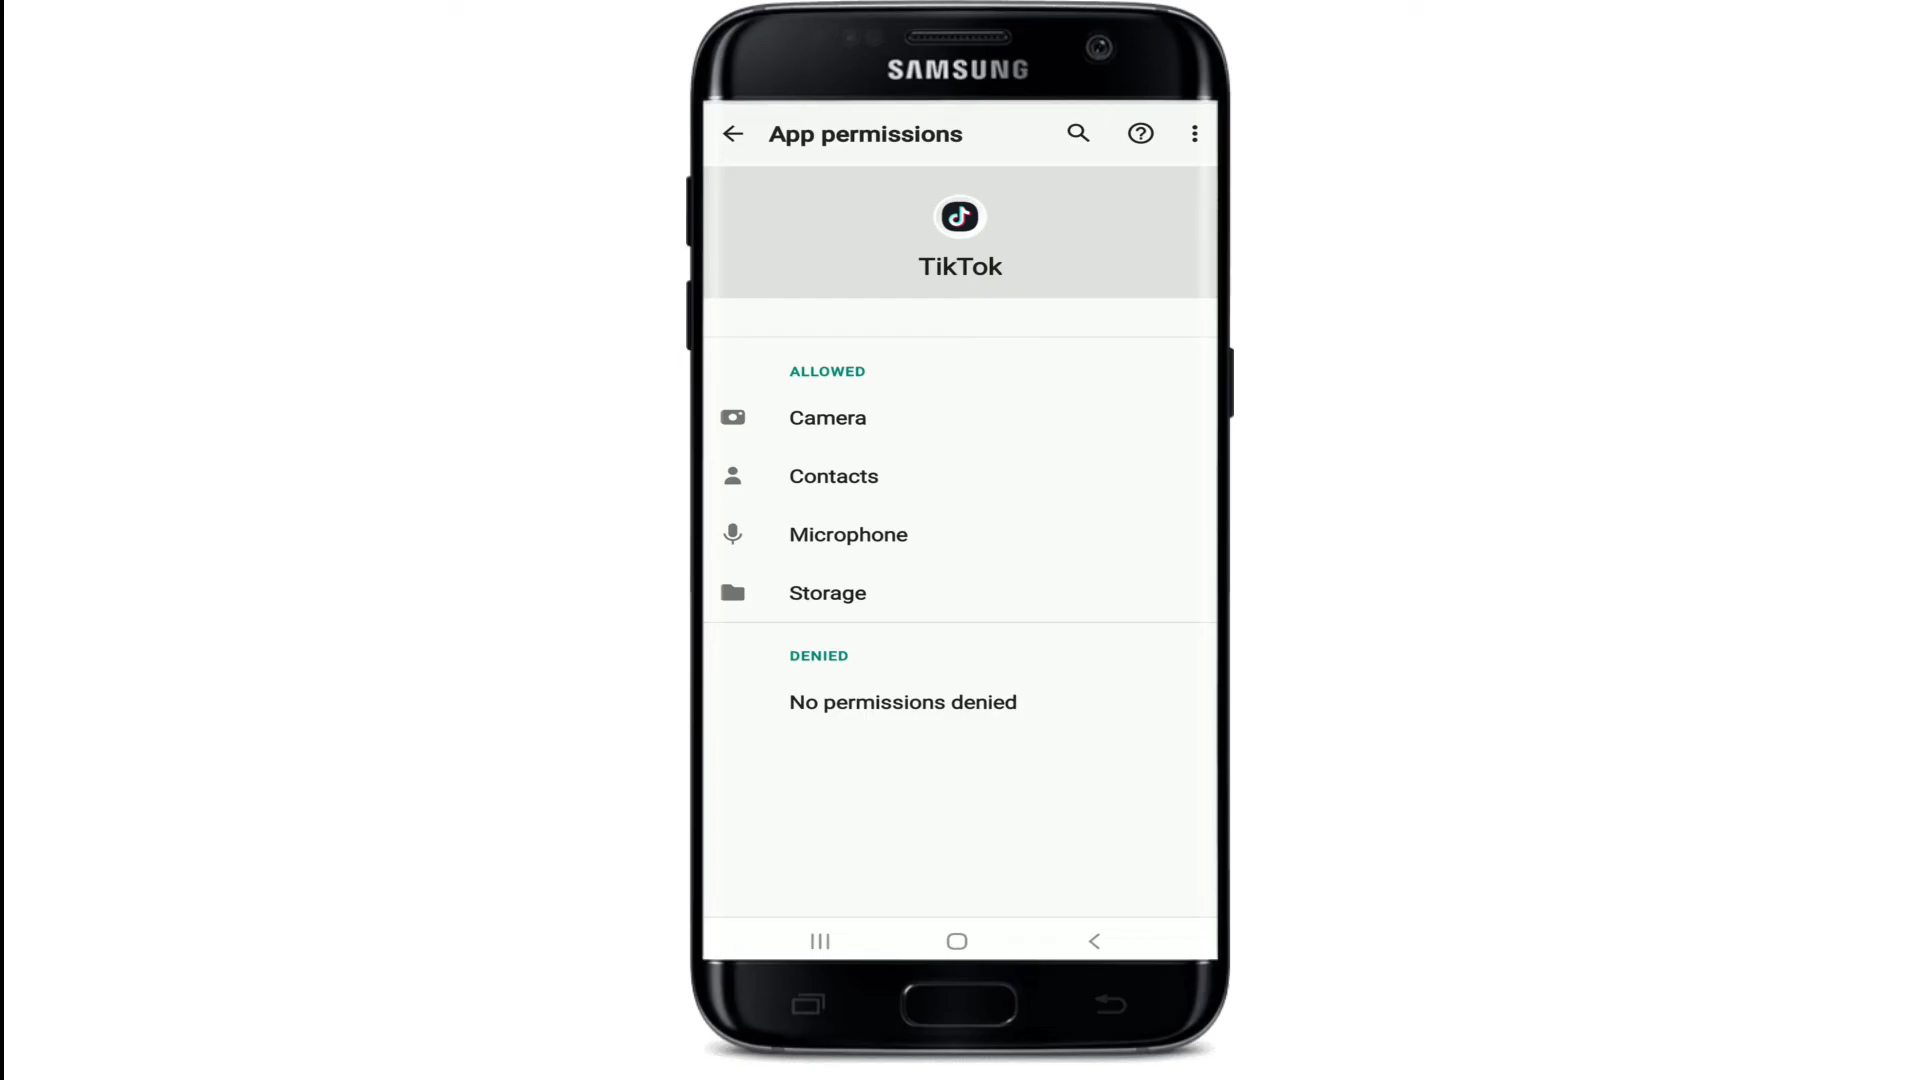 SAMSUNG
App permissions
TikTok
ALLOWED
Camera
Contacts
Microphone
Storage
DENIED
No permissions denied